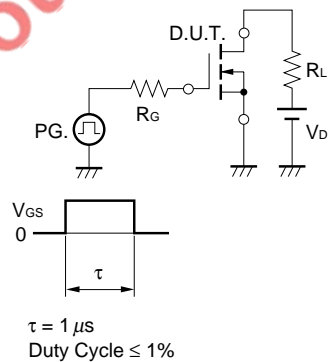 D.U.T.
RL
RG
PG.
VD
VGS
0
τ
τ = 1 μs
Duty Cycle ≤ 1%